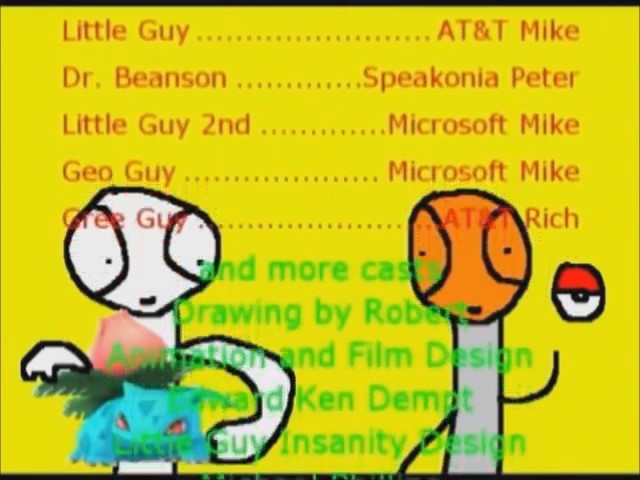 Little Guy ............................ AT&T Mike
Dr. Beanson .............Speakonia Peter
Little Guy 2nd ...............Microsoft Mike
Geo Guy ....................... Microsoft Mike
Gree Guy .............................AT&T Rich
and more casts
Drawing by Robert
Animation and Film Design
Edward Ken Dempt
Little Guy Insanity Design
Michael